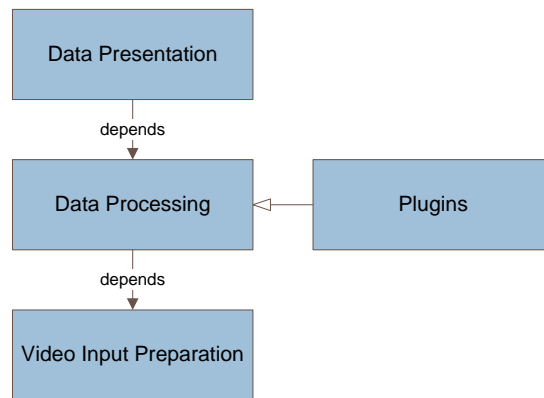 Data Presentation
depends
Data Processing
Plugins
depends
Video Input Preparation